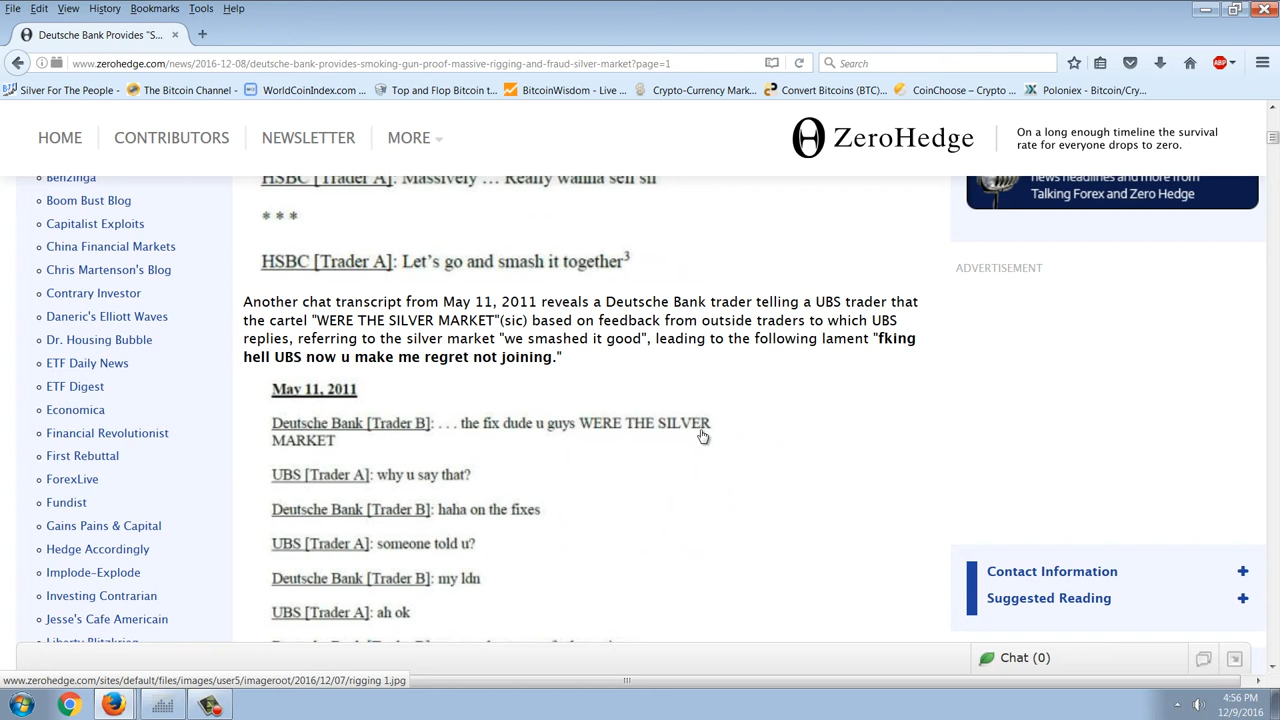 File Edit View History Bookmarks Tools Help
Deutsche Bank Provides "S...
www.zerohedge.com/news/2016-12-08/deutsche-bank-provides-smoking-gun-proof-massive-rigging-and-fraud-silver-market?page=1
Search
ABP
Silver For The People - ... The Bitcoin Channel - ... WorldCoinIndex.com ... Top and Flop Bitcoin t... BitcoinWisdom - Live ... Crypto-Currency Mark... Convert Bitcoins (BTC)... CoinChoose – Crypto ... Poloniex - Bitcoin/Cry...
HOME CONTRIBUTORS NEWSLETTER MORE
ZeroHedge
On a long enough timeline the survival
rate for everyone drops to zero.
Benzinga
Boom Bust Blog
Capitalist Exploits
China Financial Markets
Chris Martenson's Blog
Contrary Investor
Daneric's Elliott Waves
Dr. Housing Bubble
ETF Daily News
ETF Digest
Economica
Financial Revolutionist
First Rebuttal
ForexLive
Fundist
Gains Pains & Capital
Hedge Accordingly
Implode-Explode
Investing Contrarian
Jesse's Cafe Americain
Liberty Blitzkrieg
HSBC [Trader A]: Massively … Really wanna sell sil
* * *
HSBC [Trader A]: Let's go and smash it together3
Another chat transcript from May 11, 2011 reveals a Deutsche Bank trader telling a UBS trader that
the cartel "WERE THE SILVER MARKET"(sic) based on feedback from outside traders to which UBS
replies, referring to the silver market "we smashed it good", leading to the following lament "fking
hell UBS now u make me regret not joining."
May 11, 2011
Deutsche Bank [Trader B]: . . . the fix dude u guys WERE THE SILVER
MARKET
UBS [Trader A]: why u say that?
Deutsche Bank [Trader B]: haha on the fixes
UBS [Trader A]: someone told u?
Deutsche Bank [Trader B]: my ldn
UBS [Trader A]: ah ok
news headlines and more from
Talking Forex and Zero Hedge
ADVERTISEMENT
Contact Information
Suggested Reading
Chat (0)
www.zerohedge.com/sites/default/files/images/user5/imageroot/2016/12/07/rigging 1.jpg
4:56 PM
12/9/2016